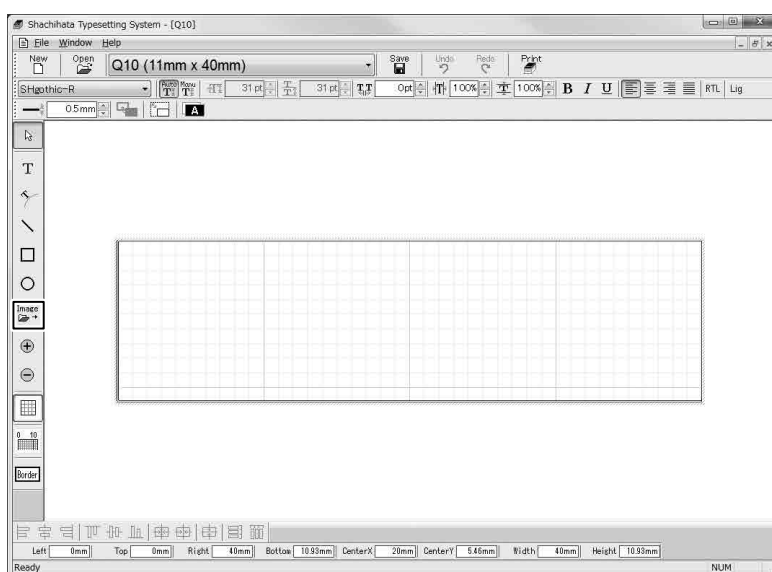 Shachihata Typesetting System - [Q10]
File Window Help
New Open Q10 (11mm x 40mm) Save Undo Redo Print
SHgothic-R Auto Manu 31 pt 31 pt 0pt 100% 100% B I U RTL Lig
0.5mm A
T
Image
0 10
Border
Left 0mm Top 0mm Right 40mm Bottom 10.93mm CenterX 20mm CenterY 5.46mm Width 40mm Height 10.93mm
Ready NUM